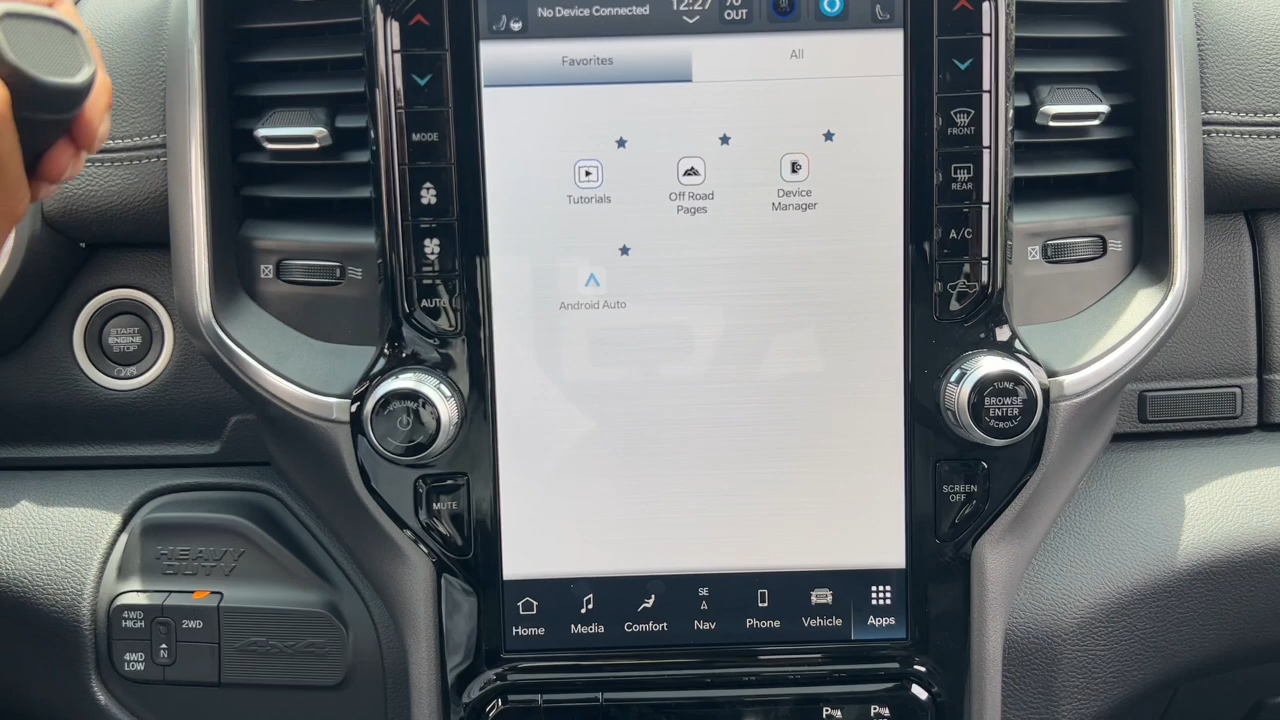 No Device Connected
12:27
OUT
Favorites
All
Tutorials
Off Road
Pages
Device
Manager
Android Auto
Home
Media
Comfort
SE
Nav
Phone
Vehicle
Apps
MODE
AUTO
VOLUME
MUTE
FRONT
REAR
A/C
TUNE
BROWSE
ENTER
SCROLL
SCREEN
OFF
START
ENGINE
STOP
HEAVY
DUTY
4WD
HIGH
2WD
4WD
LOW
N
4x4